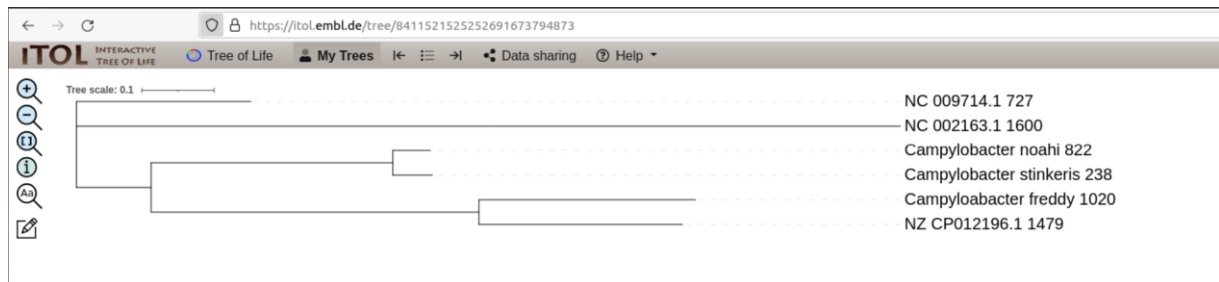 https://itol.embl.de/tree/8411521525252691673794873
iTOL INTERACTIVE TREE OF LIFE Tree of Life My Trees Data sharing Help
Tree scale: 0.1
NC 009714.1 727
NC 002163.1 1600
Campylobacter noahi 822
Campylobacter stinkeris 238
Campyloabacter freddy 1020
NZ CP012196.1 1479
Aa